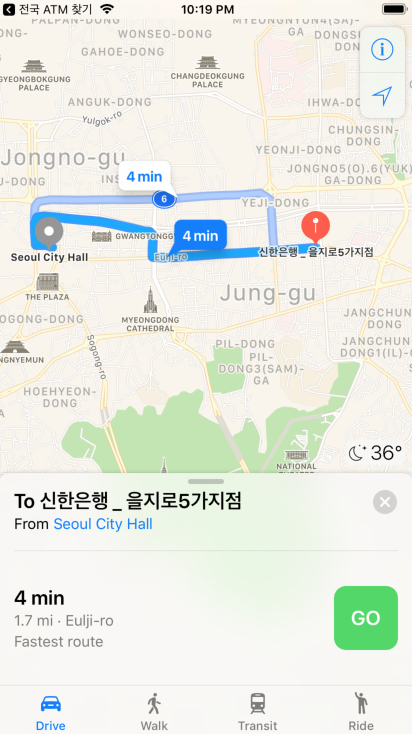 전국 ATM 찾기
10:19 PM
PALPAN-DONG
WONSEO-DONG
GAHOE-DONG
GYEONGBOKGUNG
PALACE
CHANGDEOKGUNG
PALACE
ANGUK-DONG
IHWA-D
Yulgok-ro
CHUNGSIN-
DONG
Jongno-gu
YEONJI-DONG
JONGNO5(O).6(YUK)
GA-DONG
U-DONG
4 min
6
YEJI-DONG
4 min
Seoul City Hall
GWANGTONGG
Eulji-ro
신한은행 _ 을지로5가지점
THE PLAZA
Jung-gu
MYEONGDONG
CATHEDRAL
ONGDONG
JANGCHUN
DONG
NGNYEMUN
Sogong-ro
PIL-DONG
PIL-
DONG3(SAM)-
GA
JANGCHUNG
DONG1(IL)-
HOEHYEON-
DONG
NATIONAL
36°
To 신한은행 _ 을지로5가지점
From Seoul City Hall
4 min
1.7 mi · Eulji-ro
Fastest route
GO
Drive
Walk
Transit
Ride